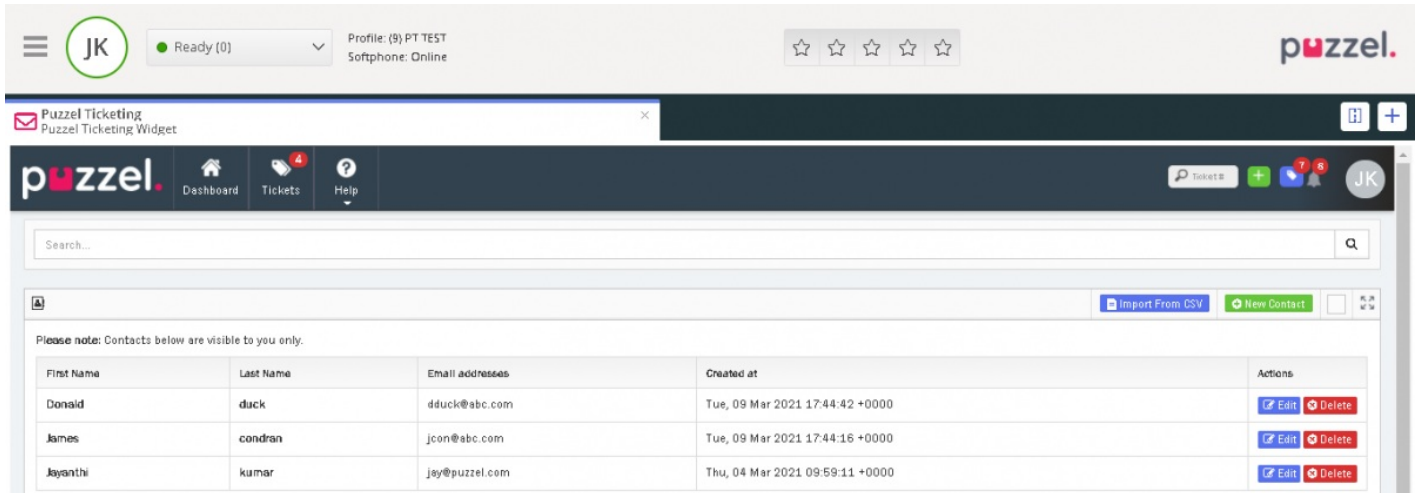 JK
Ready (0)
Profile: (9) PT TEST
Softphone: Online
puzzel.
Puzzel Ticketing
Puzzel Ticketing Widget
×
puzzel.
Dashboard
4
Tickets
?
Help
Ticket #
7
6
JK
Search...
Import From CSV
New Contact
Please note: Contacts below are visible to you only.
First Name Last Name Email addresses Created at Actions
Donald duck dduck@abc.com Tue, 09 Mar 2021 17:44:42 +0000 Edit Delete
James condran jcon@abc.com Tue, 09 Mar 2021 17:44:16 +0000 Edit Delete
Jayanthi kumar jay@puzzel.com Thu, 04 Mar 2021 09:59:11 +0000 Edit Delete